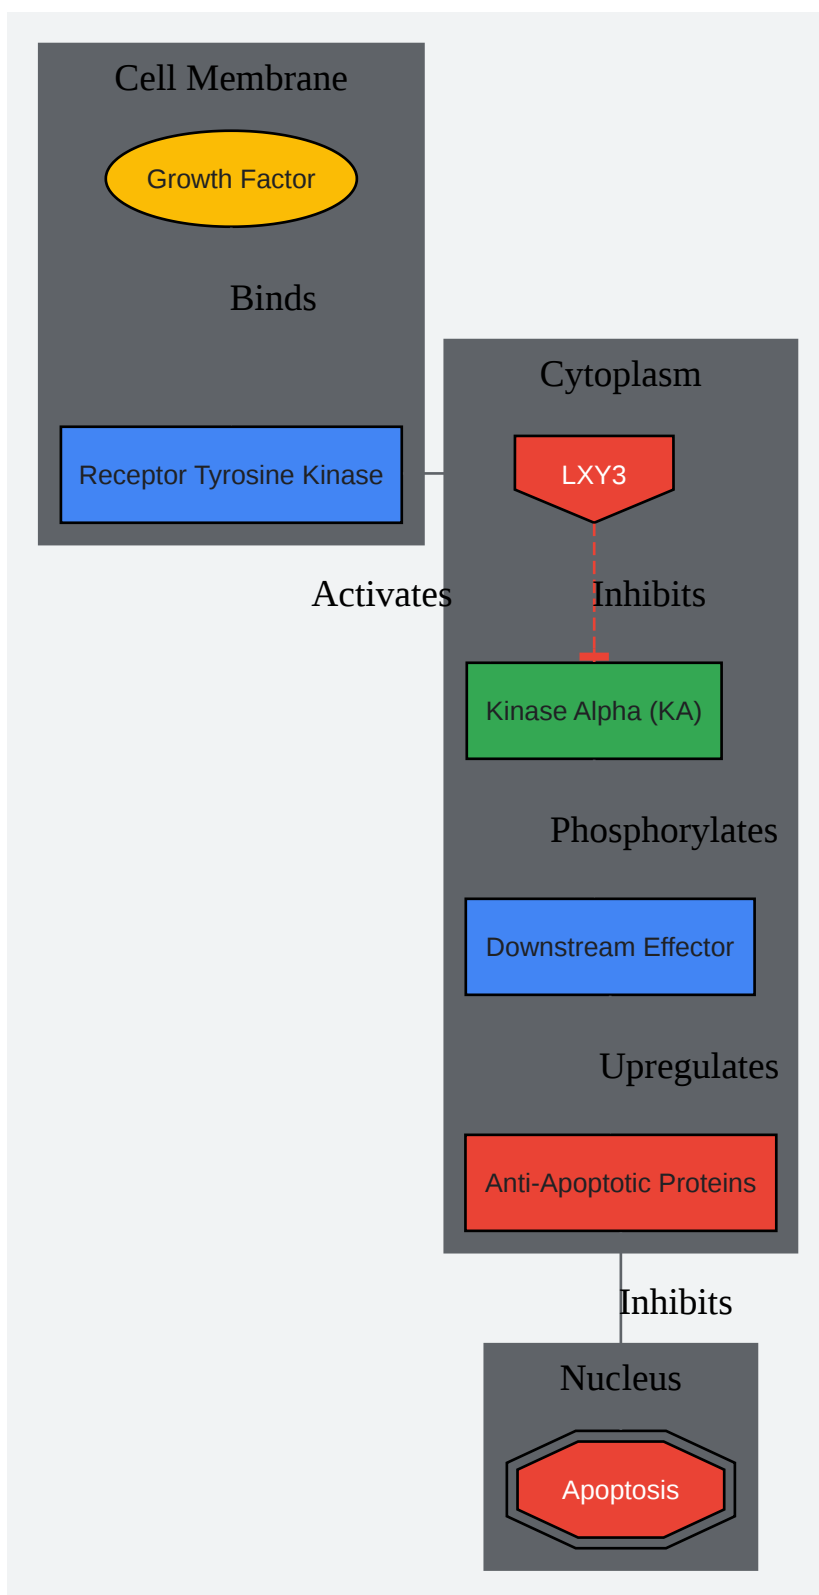 Cell Membrane
Growth Factor
Binds
Receptor Tyrosine Kinase
Activates
Cytoplasm
LXY3
Inhibits
Kinase Alpha (KA)
Phosphorylates
Downstream Effector
Upregulates
Anti-Apoptotic Proteins
Inhibits
Nucleus
Apoptosis